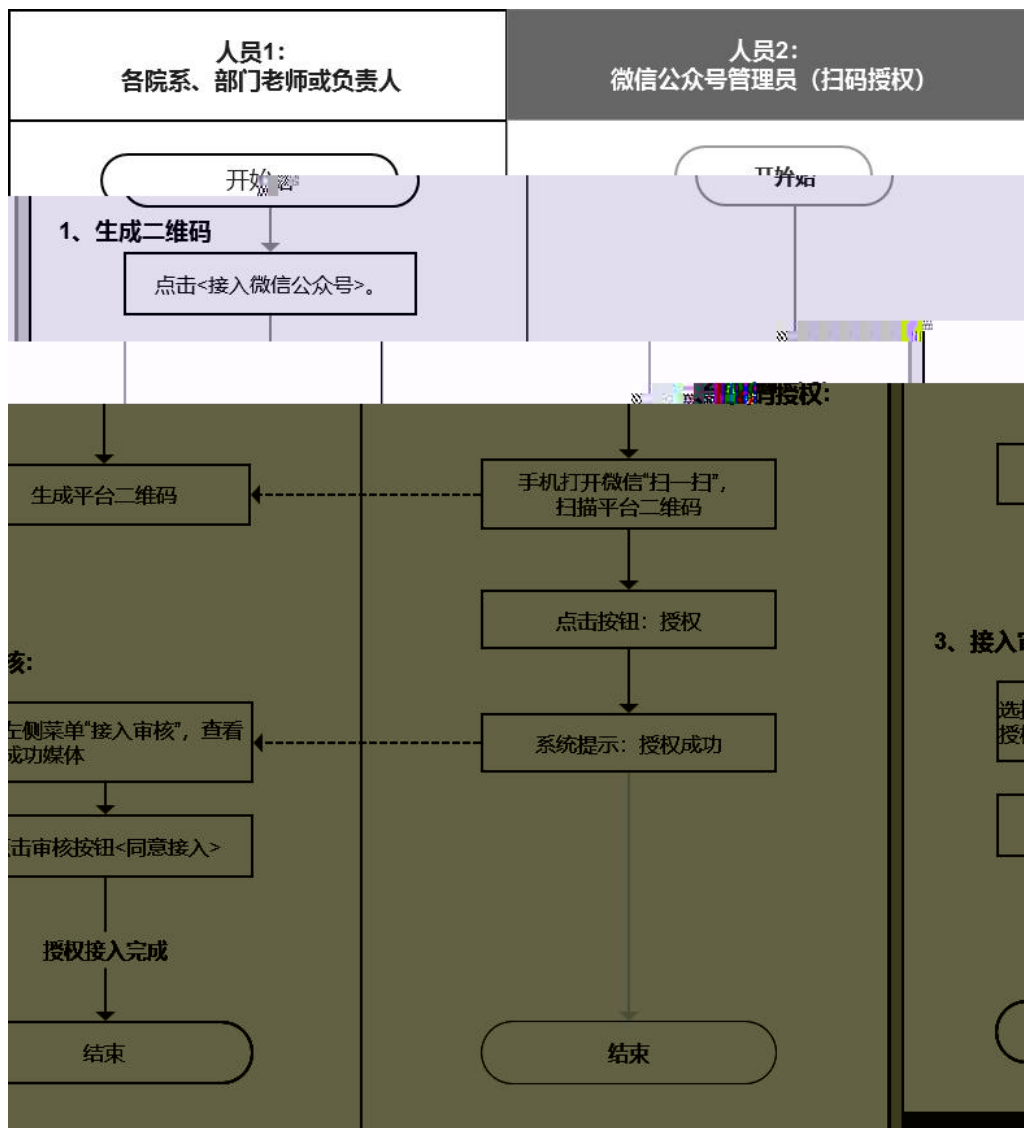 人员1：
各院系、部门老师或负责人
人员2：
微信公众号管理员（扫码授权）
开始
开始
1、生成二维码
点击<接入微信公众号>。
授权：
生成平台二维码
手机打开微信“扫一扫”，
扫描平台二维码
点击按钮：授权
3、接入
核：
左侧菜单“接入审核”，查看
成功媒体
系统提示：授权成功
选
授
击审核按钮<同意接入>
授权接入完成
结束
结束